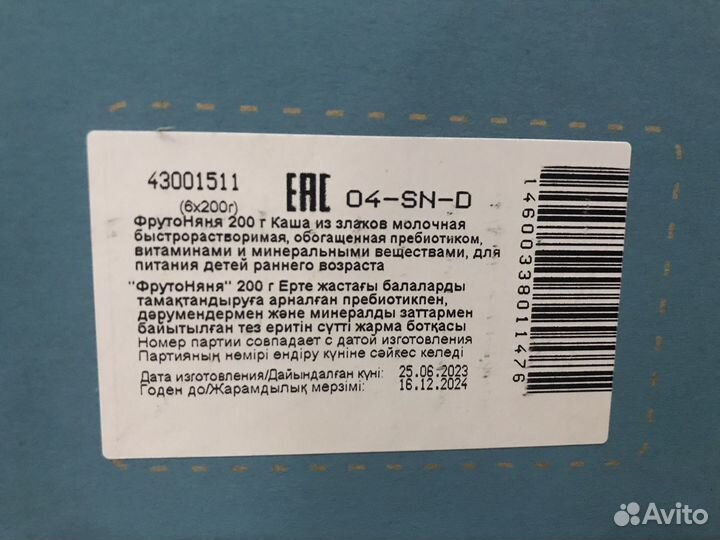 43001511
(6х200г)
ЕАС 04-SN-D
ФрутоНяня 200 г Каша из злаков молочная
быстрорастворимая, обогащенная пребиотиком,
витаминами и минеральными веществами, для
питания детей раннего возраста
"ФрутоНяня" 200 г Ерте жастағы балаларды
тамақтандыруға арналған пребиотикпен,
дәрумендермен және минералды заттармен
байытылған тез еритін сүтті жарма ботқасы
Номер партии совпадает с датой изготовления
Партияның нөмірі өндіру күніне сәйкес келеді
Дата изготовления/Дайындалған күні: 25.06.2023
Годен до/Жарамдылық мерзімі: 16.12.2024
14600338011476
Avito